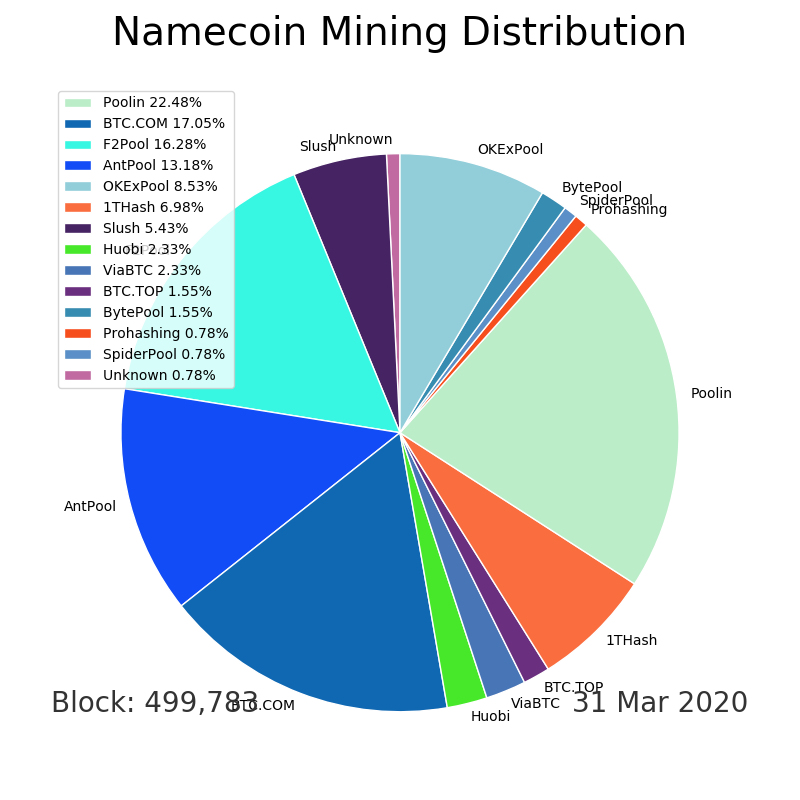 Namecoin Mining Distribution
Poolin 22.48%
BTC.COM 17.05%
F2Pool 16.28%
AntPool 13.18%
OKExPool 8.53%
1THash 6.98%
Slush 5.43%
Huobi 2.33%
ViaBTC 2.33%
BTC.TOP 1.55%
BytePool 1.55%
Prohashing 0.78%
SpiderPool 0.78%
Unknown 0.78%
Slush
Unknown
OKExPool
BytePool
SpiderPool
Prohashing
Poolin
AntPool
1THash
BTC.TOP
ViaBTC
Huobi
BTC.COM
Block: 499,783
31 Mar 2020